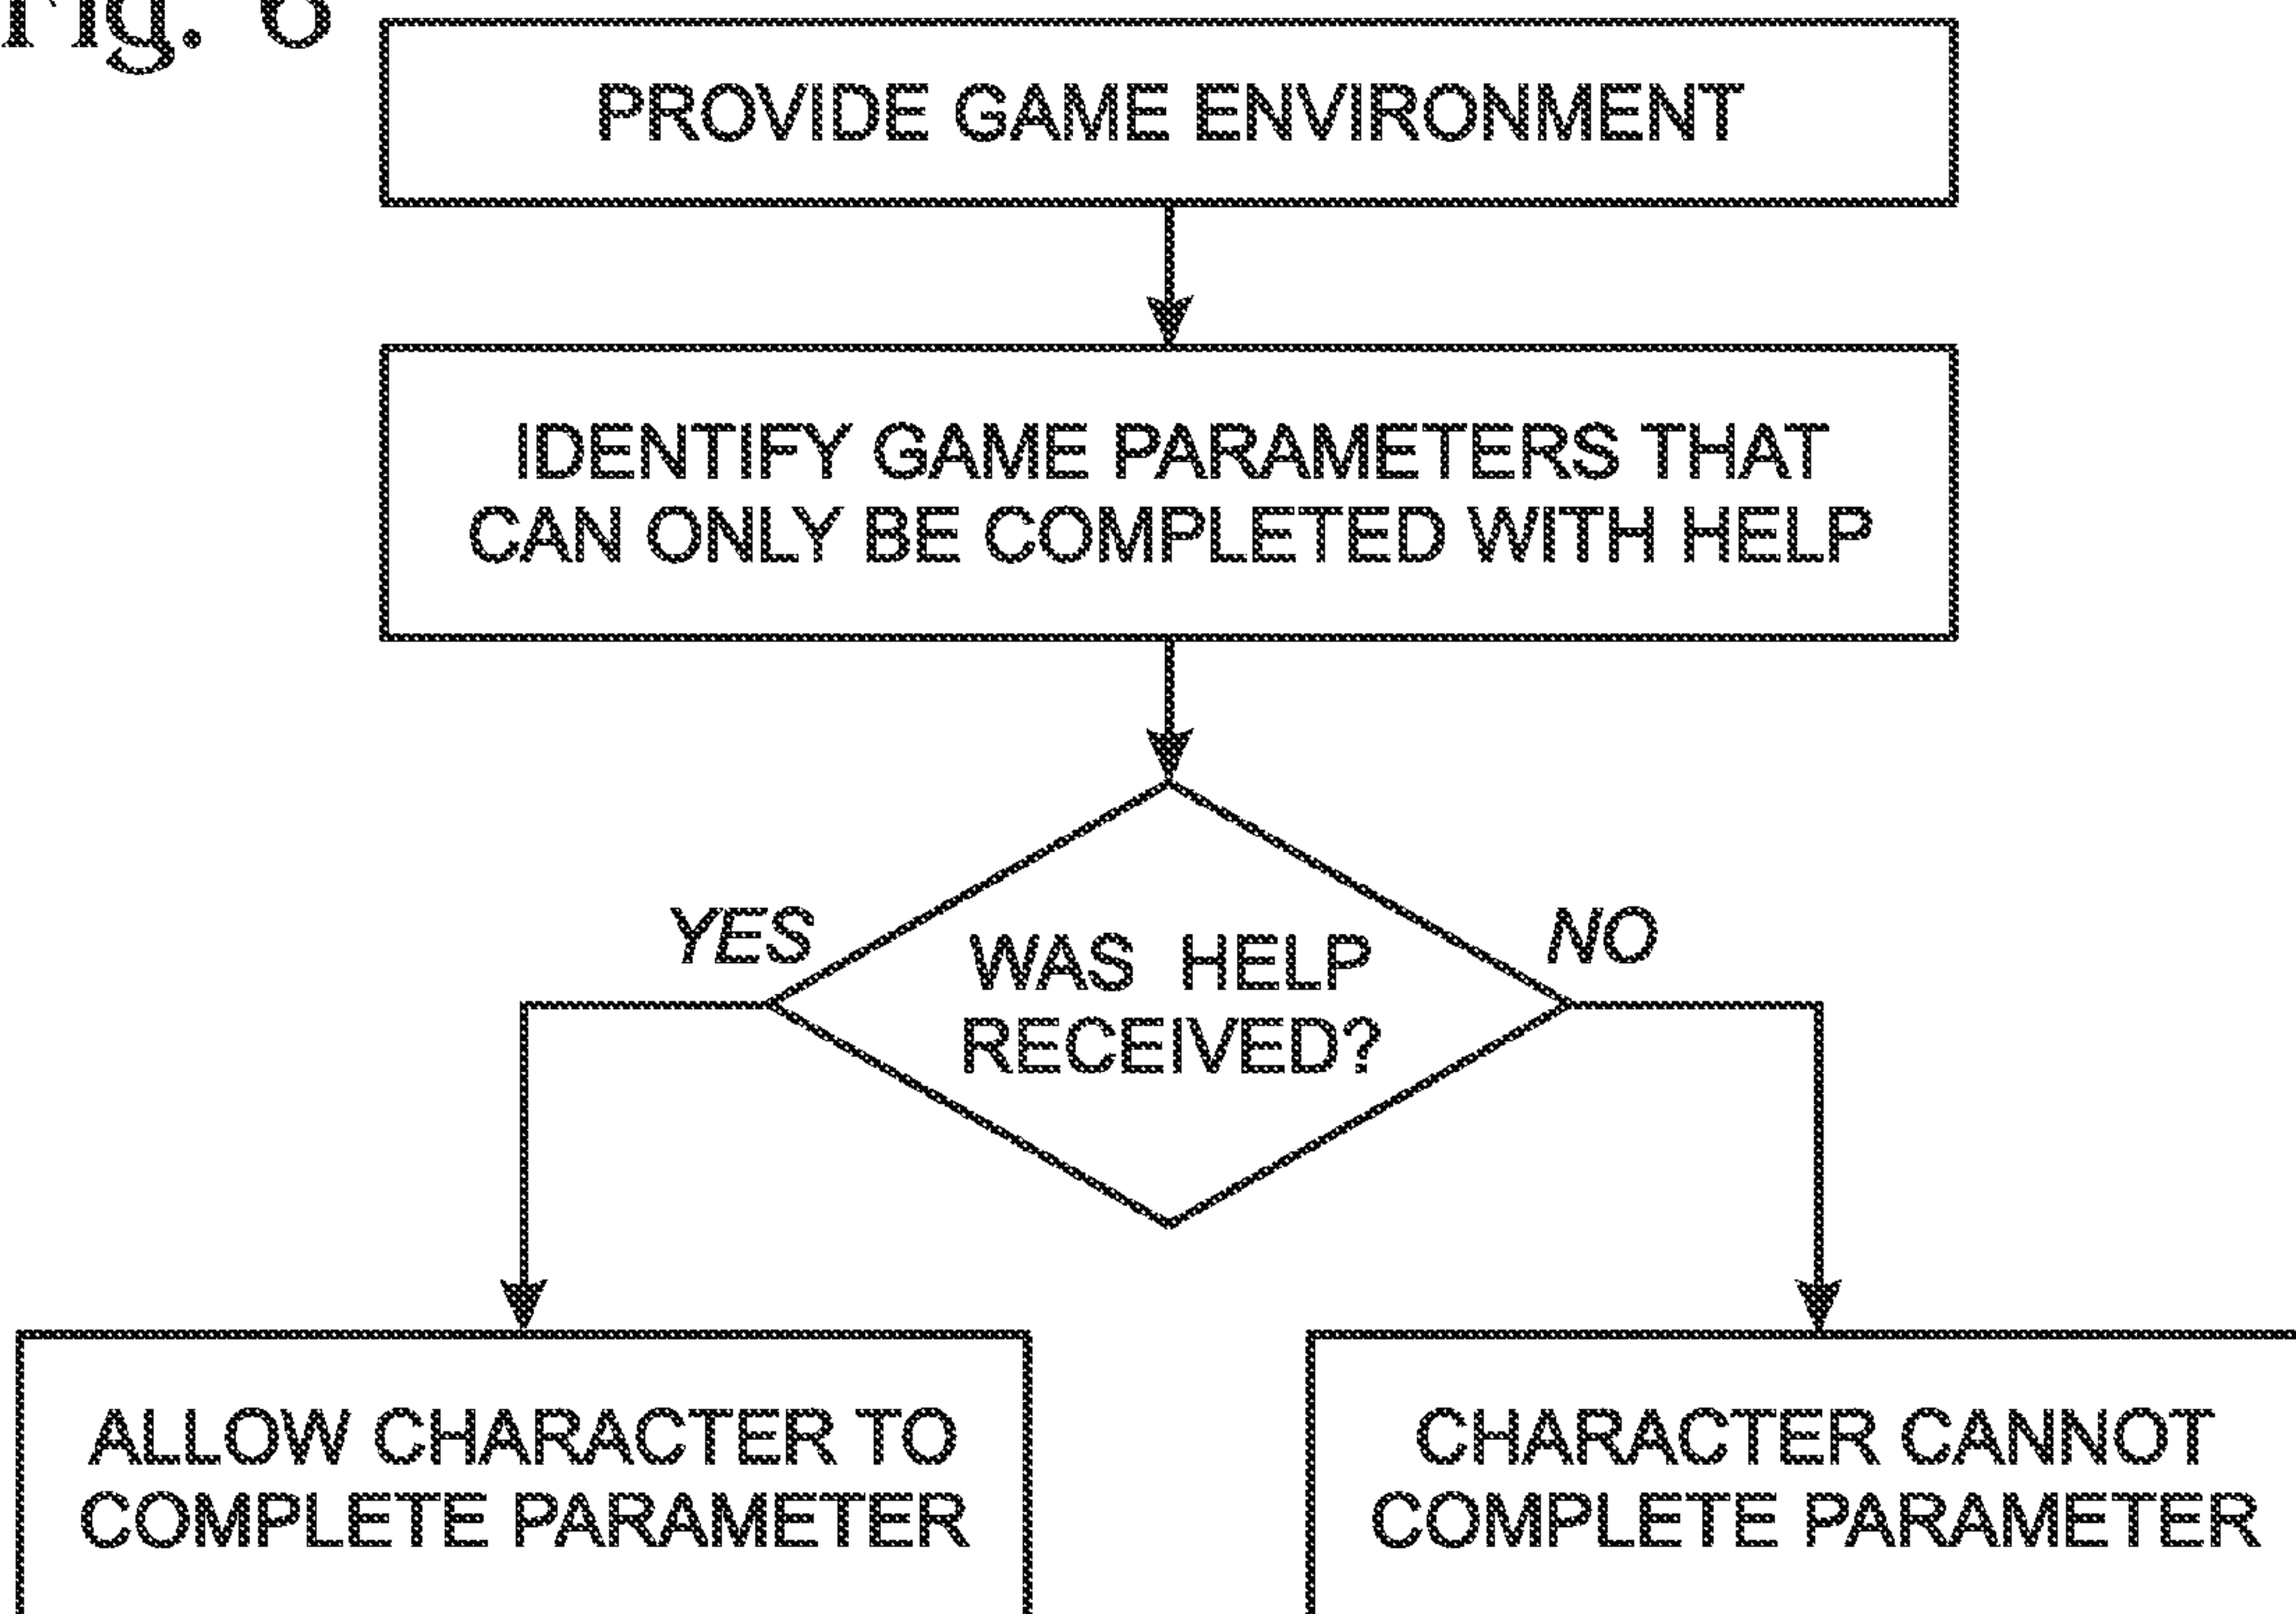 Fig. 6
PROVIDE GAME ENVIRONMENT
IDENTIFY GAME PARAMETERS THAT
CAN ONLY BE COMPLETED WITH HELP
YES
NO
WAS HELP
RECEIVED?
ALLOW CHARACTER TO
COMPLETE PARAMETER
CHARACTER CANNOT
COMPLETE PARAMETER